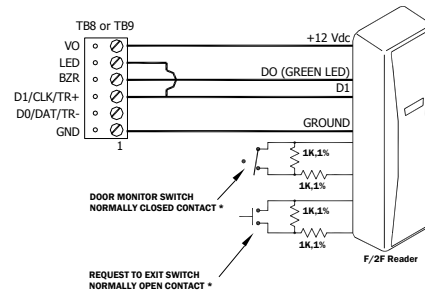 TB8 or TB9
VO
LED
BZR
D1/CLK/TR+
D0/DAT/TR-
GND
1
+12 Vdc
DO (GREEN LED)
D1
GROUND
1K,1%
1K,1%
DOOR MONITOR SWITCH
NORMALLY CLOSED CONTACT *
1K,1%
1K,1%
REQUEST TO EXIT SWITCH
NORMALLY OPEN CONTACT *
F/2F Reader